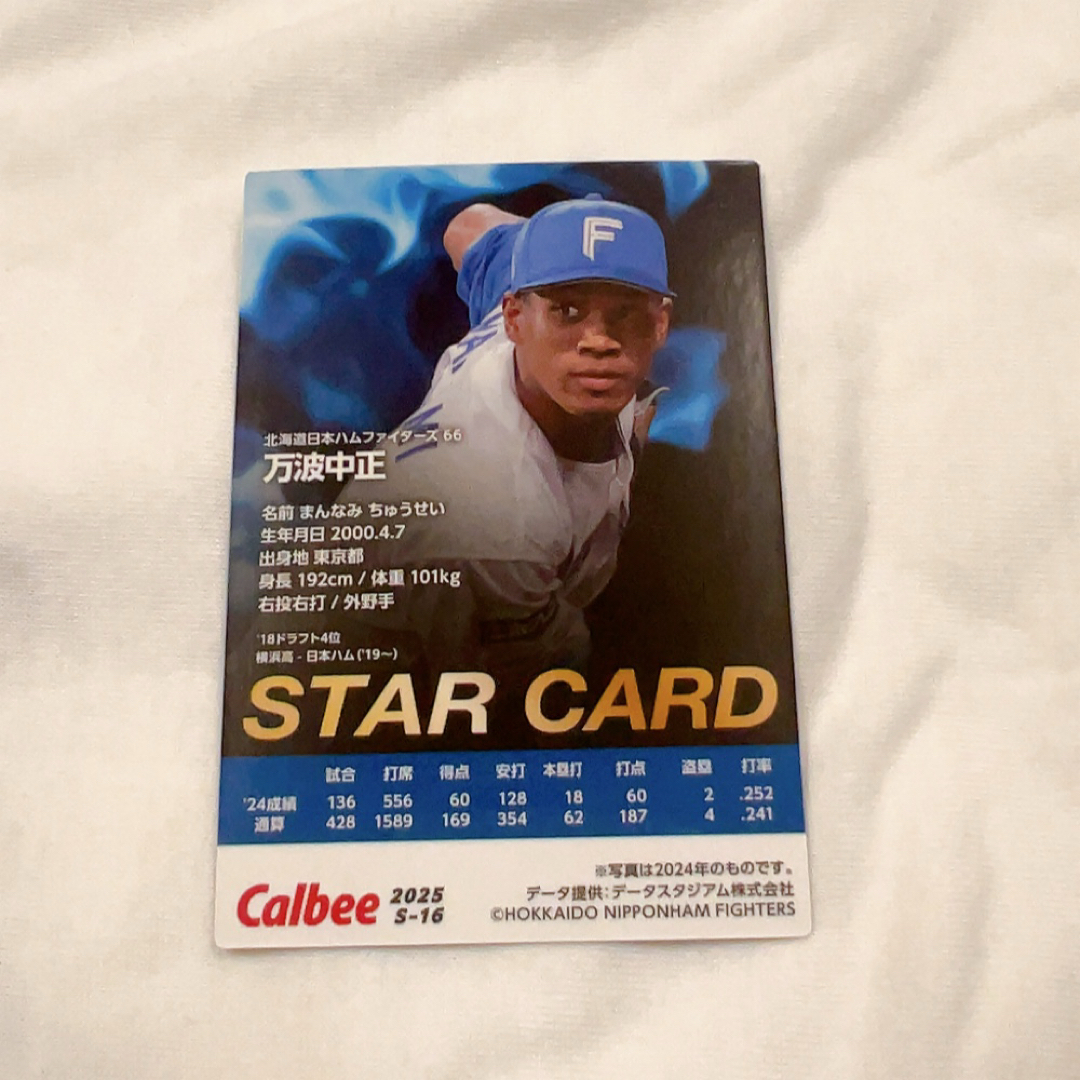 F
北海道日本ハムファイターズ 66
万波中正
名前 まんなみ ちゅうせい
生年月日 2000.4.7
出身地 東京都
身長 192cm / 体重 101kg
右投右打 / 外野手
'18ドラフト4位
横浜高 - 日本ハム('19〜)
STAR CARD
試合 打席 得点 安打 本塁打 打点 盗塁 打率
'24成績 136 556 60 128 18 60 2 .252
通算 428 1589 169 354 62 187 4 .241
※写真は2024年のものです。
データ提供:データスタジアム株式会社
©HOKKAIDO NIPPONHAM FIGHTERS
Calbee 2025
S-16